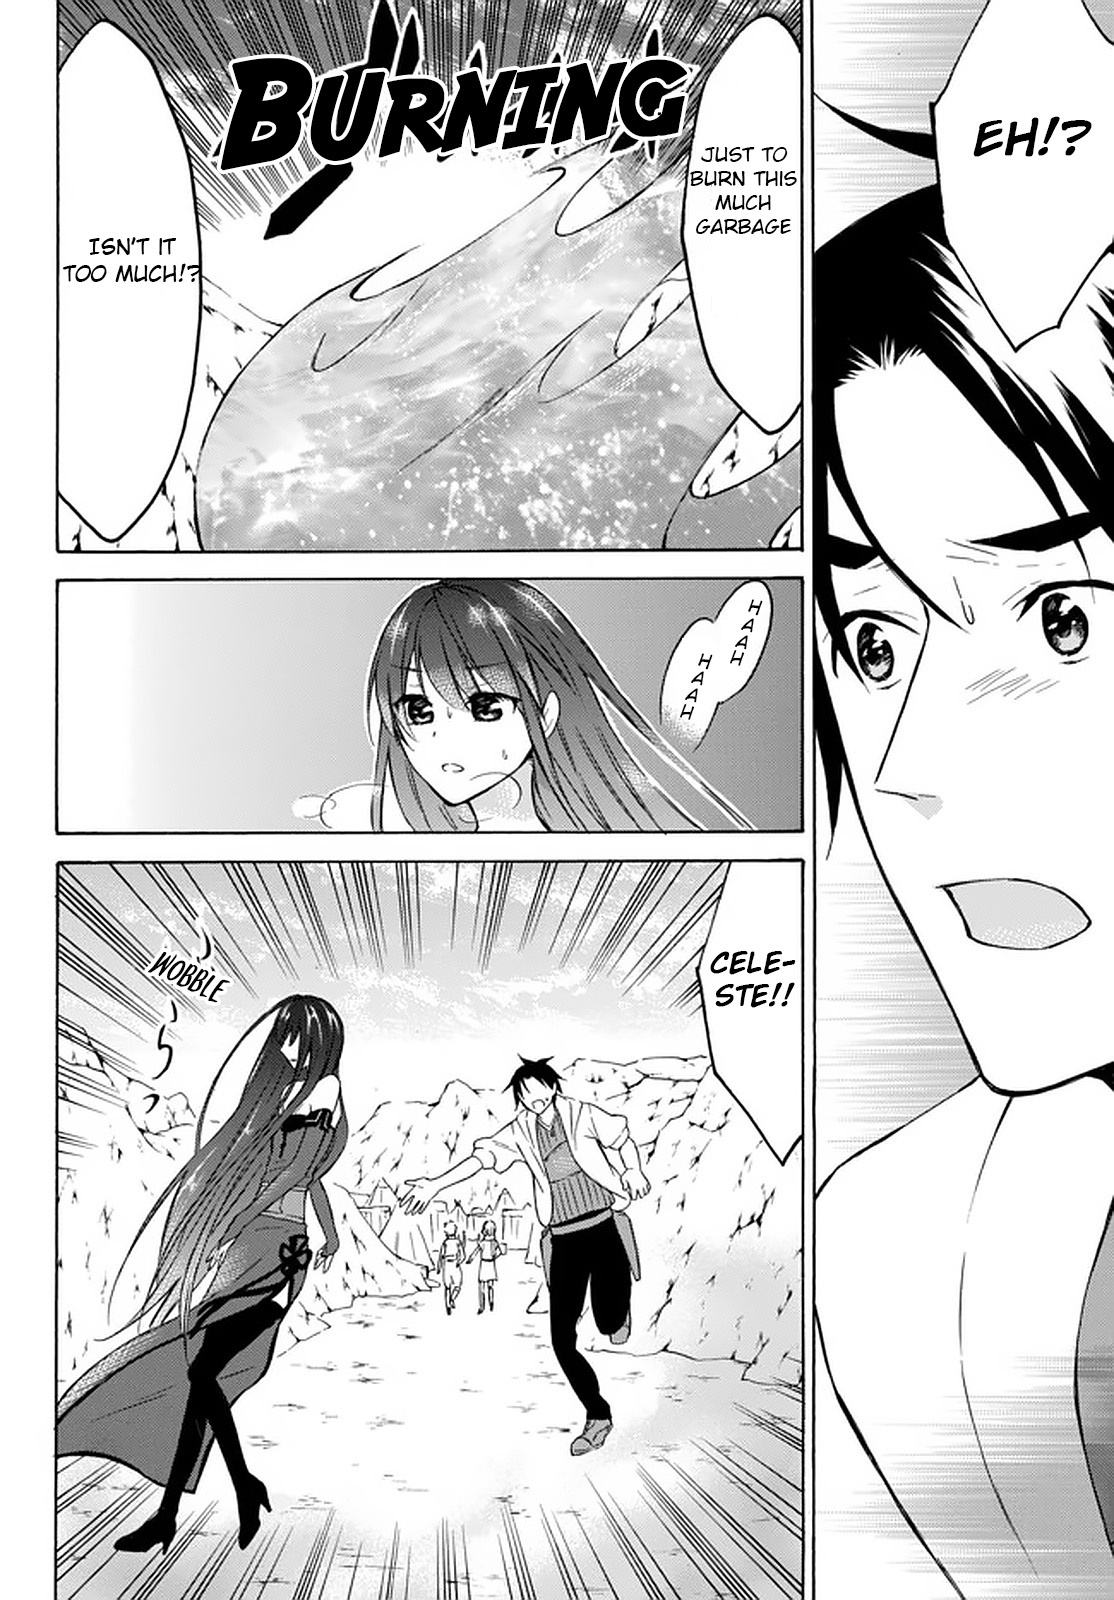 EH!?
BURNING
JUST TO
BURN THIS
MUCH
GARBAGE
ISN'T IT
TOO MUCH!?
HAAH
HAAH
CELE-
STE!!
WOBBLE